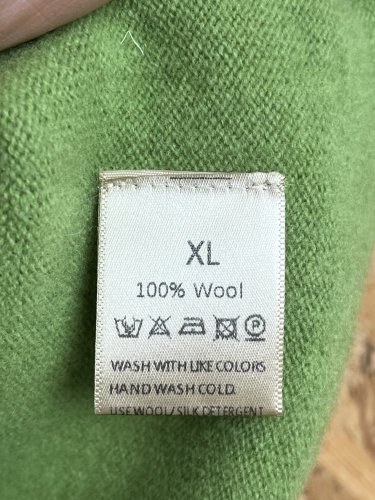 XL
100% Wool
WASH WITH LIKE COLORS
HAND WASH COLD.
USE WOOL/SILK DETERGENT